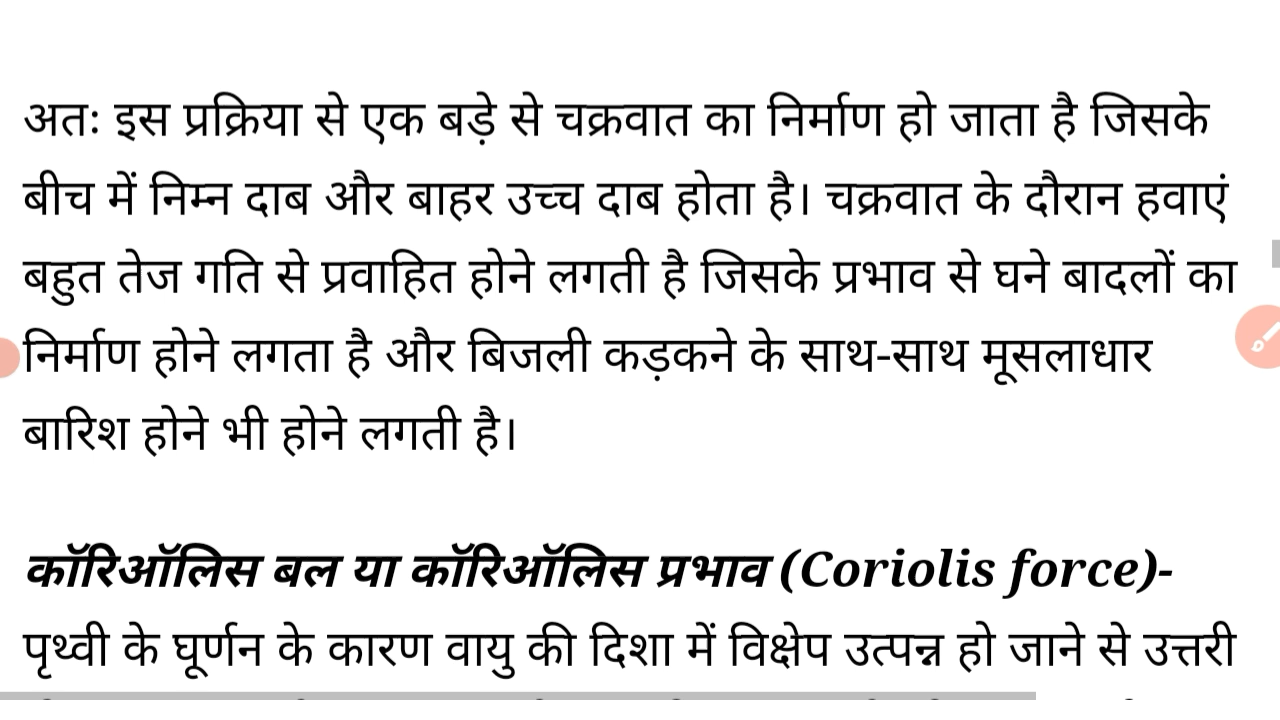 अतः इस प्रक्रिया से एक बड़े से चक्रवात का निर्माण हो जाता है जिसके
बीच में निम्न दाब और बाहर उच्च दाब होता है। चक्रवात के दौरान हवाएं
बहुत तेज गति से प्रवाहित होने लगती है जिसके प्रभाव से घने बादलों का
निर्माण होने लगता है और बिजली कड़कने के साथ-साथ मूसलाधार
बारिश होने भी होने लगती है।
कॉरिऑलिस बल या कॉरिऑलिस प्रभाव (Coriolis force)-
पृथ्वी के घूर्णन के कारण वायु की दिशा में विक्षेप उत्पन्न हो जाने से उत्तरी